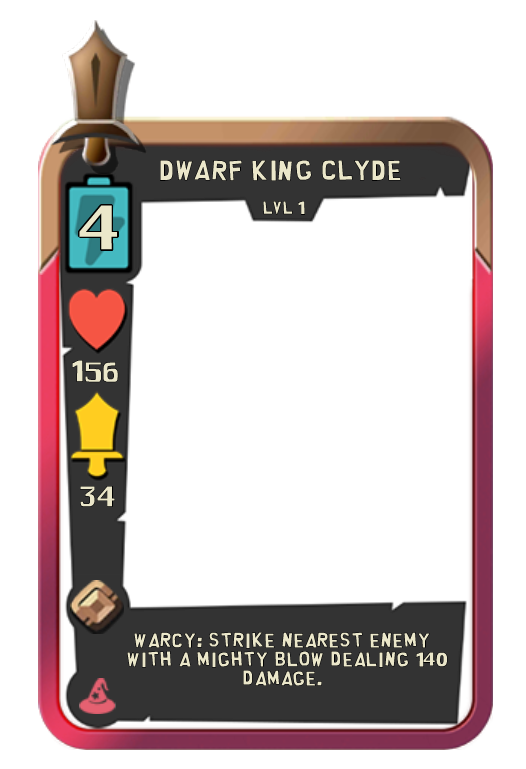 DWARF KING CLYDE
LVL 1
4
156
34
WARCY: STRIKE NEAREST ENEMY
WITH A MIGHTY BLOW DEALING 140
DAMAGE.